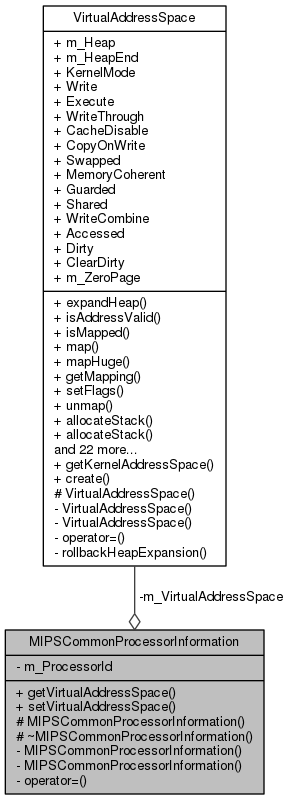 VirtualAddressSpace
+ m_Heap
+ m_HeapEnd
+ KernelMode
+ Write
+ Execute
+ WriteThrough
+ CacheDisable
+ CopyOnWrite
+ Swapped
+ MemoryCoherent
+ Guarded
+ Shared
+ WriteCombine
+ Accessed
+ Dirty
+ ClearDirty
+ m_ZeroPage
+ expandHeap()
+ isAddressValid()
+ isMapped()
+ map()
+ mapHuge()
+ getMapping()
+ setFlags()
+ unmap()
+ allocateStack()
+ allocateStack()
and 22 more...
+ getKernelAddressSpace()
+ create()
# VirtualAddressSpace()
- VirtualAddressSpace()
- VirtualAddressSpace()
- operator=()
- rollbackHeapExpansion()
-m_VirtualAddressSpace
MIPSCommonProcessorInformation
- m_ProcessorId
+ getVirtualAddressSpace()
+ setVirtualAddressSpace()
# MIPSCommonProcessorInformation()
# ~MIPSCommonProcessorInformation()
- MIPSCommonProcessorInformation()
- MIPSCommonProcessorInformation()
- operator=()